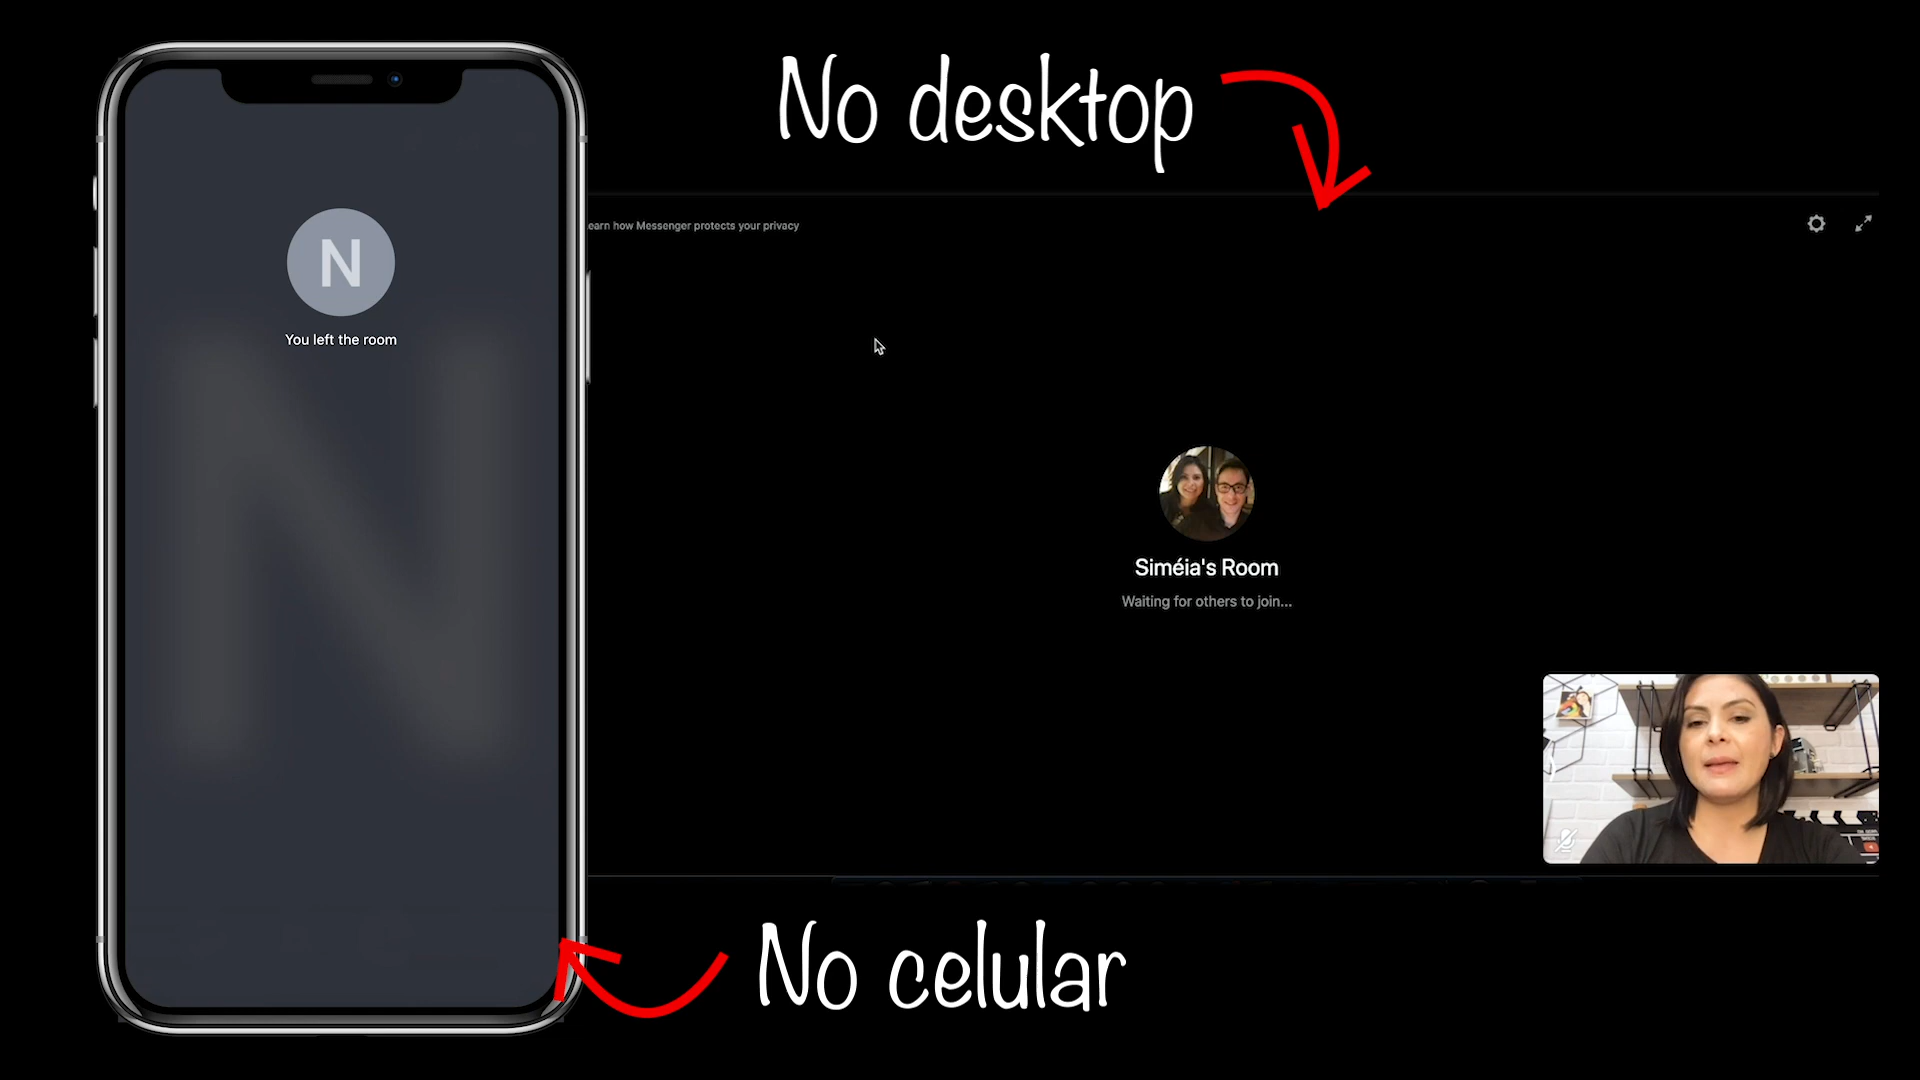 No desktop
earn how Messenger protects your privacy
N
You left the room
N
Siméia's Room
Waiting for others to join...
No celular